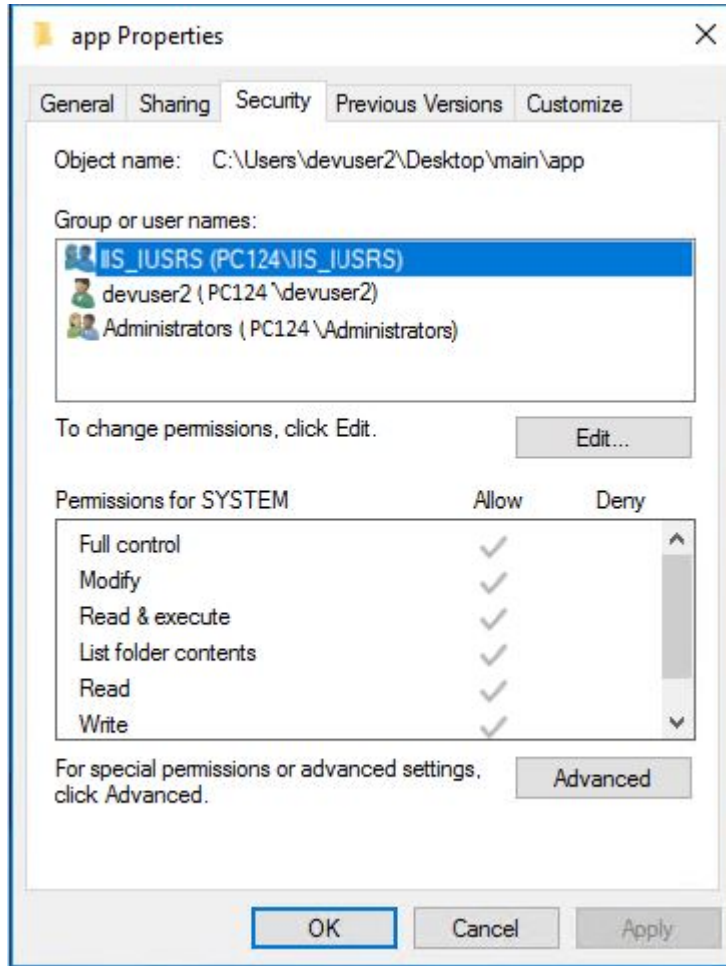 app Properties
General Sharing Security Previous Versions Customize
Object name: C:\Users\devuser2\Desktop\main\app
Group or user names:
IIS_IUSRS (PC124\IIS_IUSRS)
devuser2 ( PC124 \devuser2)
Administrators ( PC124 \Administrators)
To change permissions, click Edit.
Edit...
Permissions for SYSTEM Allow Deny
Full control
Modify
Read & execute
List folder contents
Read
Write
For special permissions or advanced settings,
click Advanced.
Advanced
OK Cancel Apply